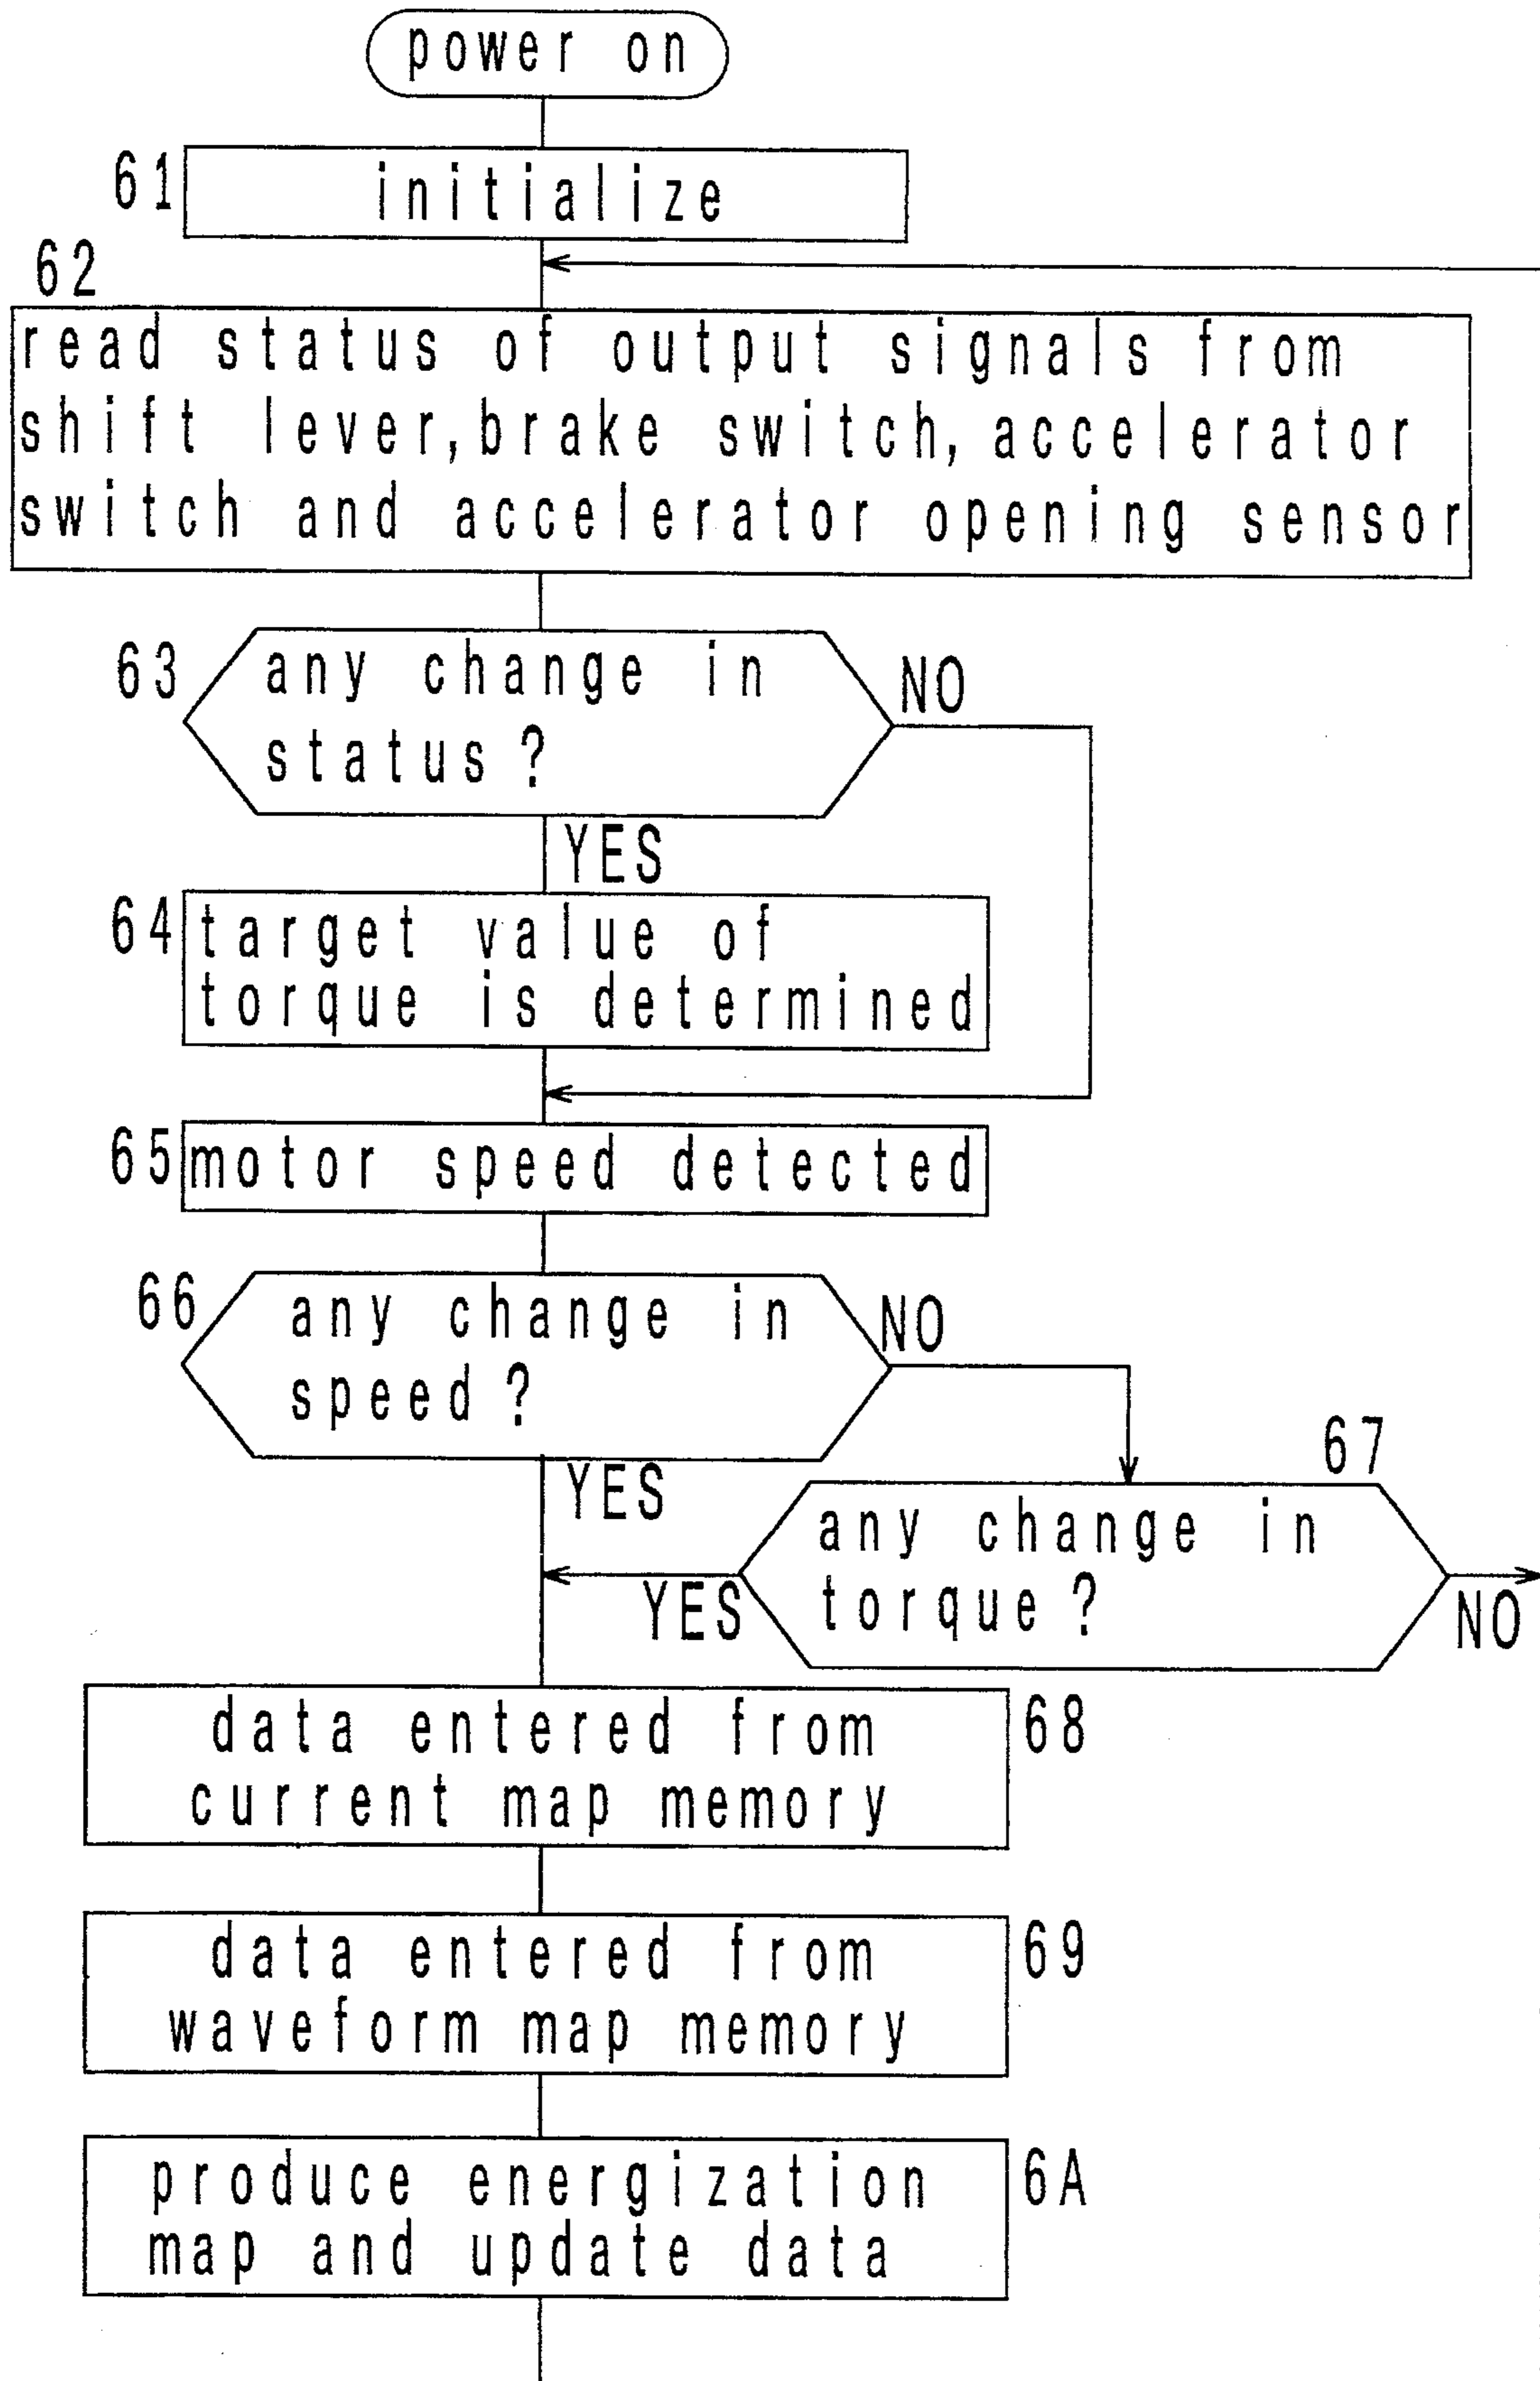 power on
61
initialize
62
read status of output signals from
shift lever, brake switch, accelerator
switch and accelerator opening sensor
63
any change in
status?
NO
YES
64
target value of
torque is determined
65
motor speed detected
66
any change in
speed?
NO
YES
67
any change in
torque?
YES
NO
68
data entered from
current map memory
69
data entered from
waveform map memory
6A
produce energization
map and update data